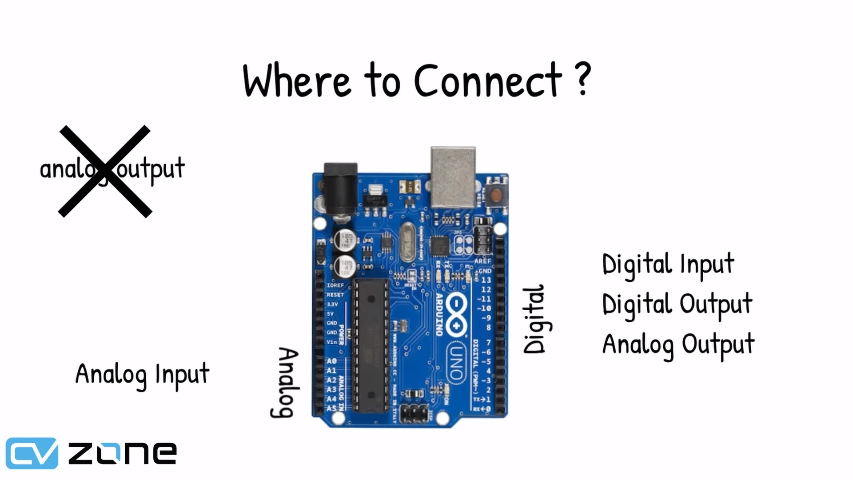 Where to Connect ?
analog output
Digital Input
Digital Output
Analog Output
Digital
Analog
Analog Input
AREF
GND
13
12
~11
~10
~9
8
7
~6
~5
4
~3
2
TX→1
RX←0
DIGITAL (PWM~)
IOREF
RESET
3.3V
5V
GND
GND
Vin
POWER
A0
A1
A2
A3
A4
A5
ANALOG IN
ARDUINO
UNO
CV zone